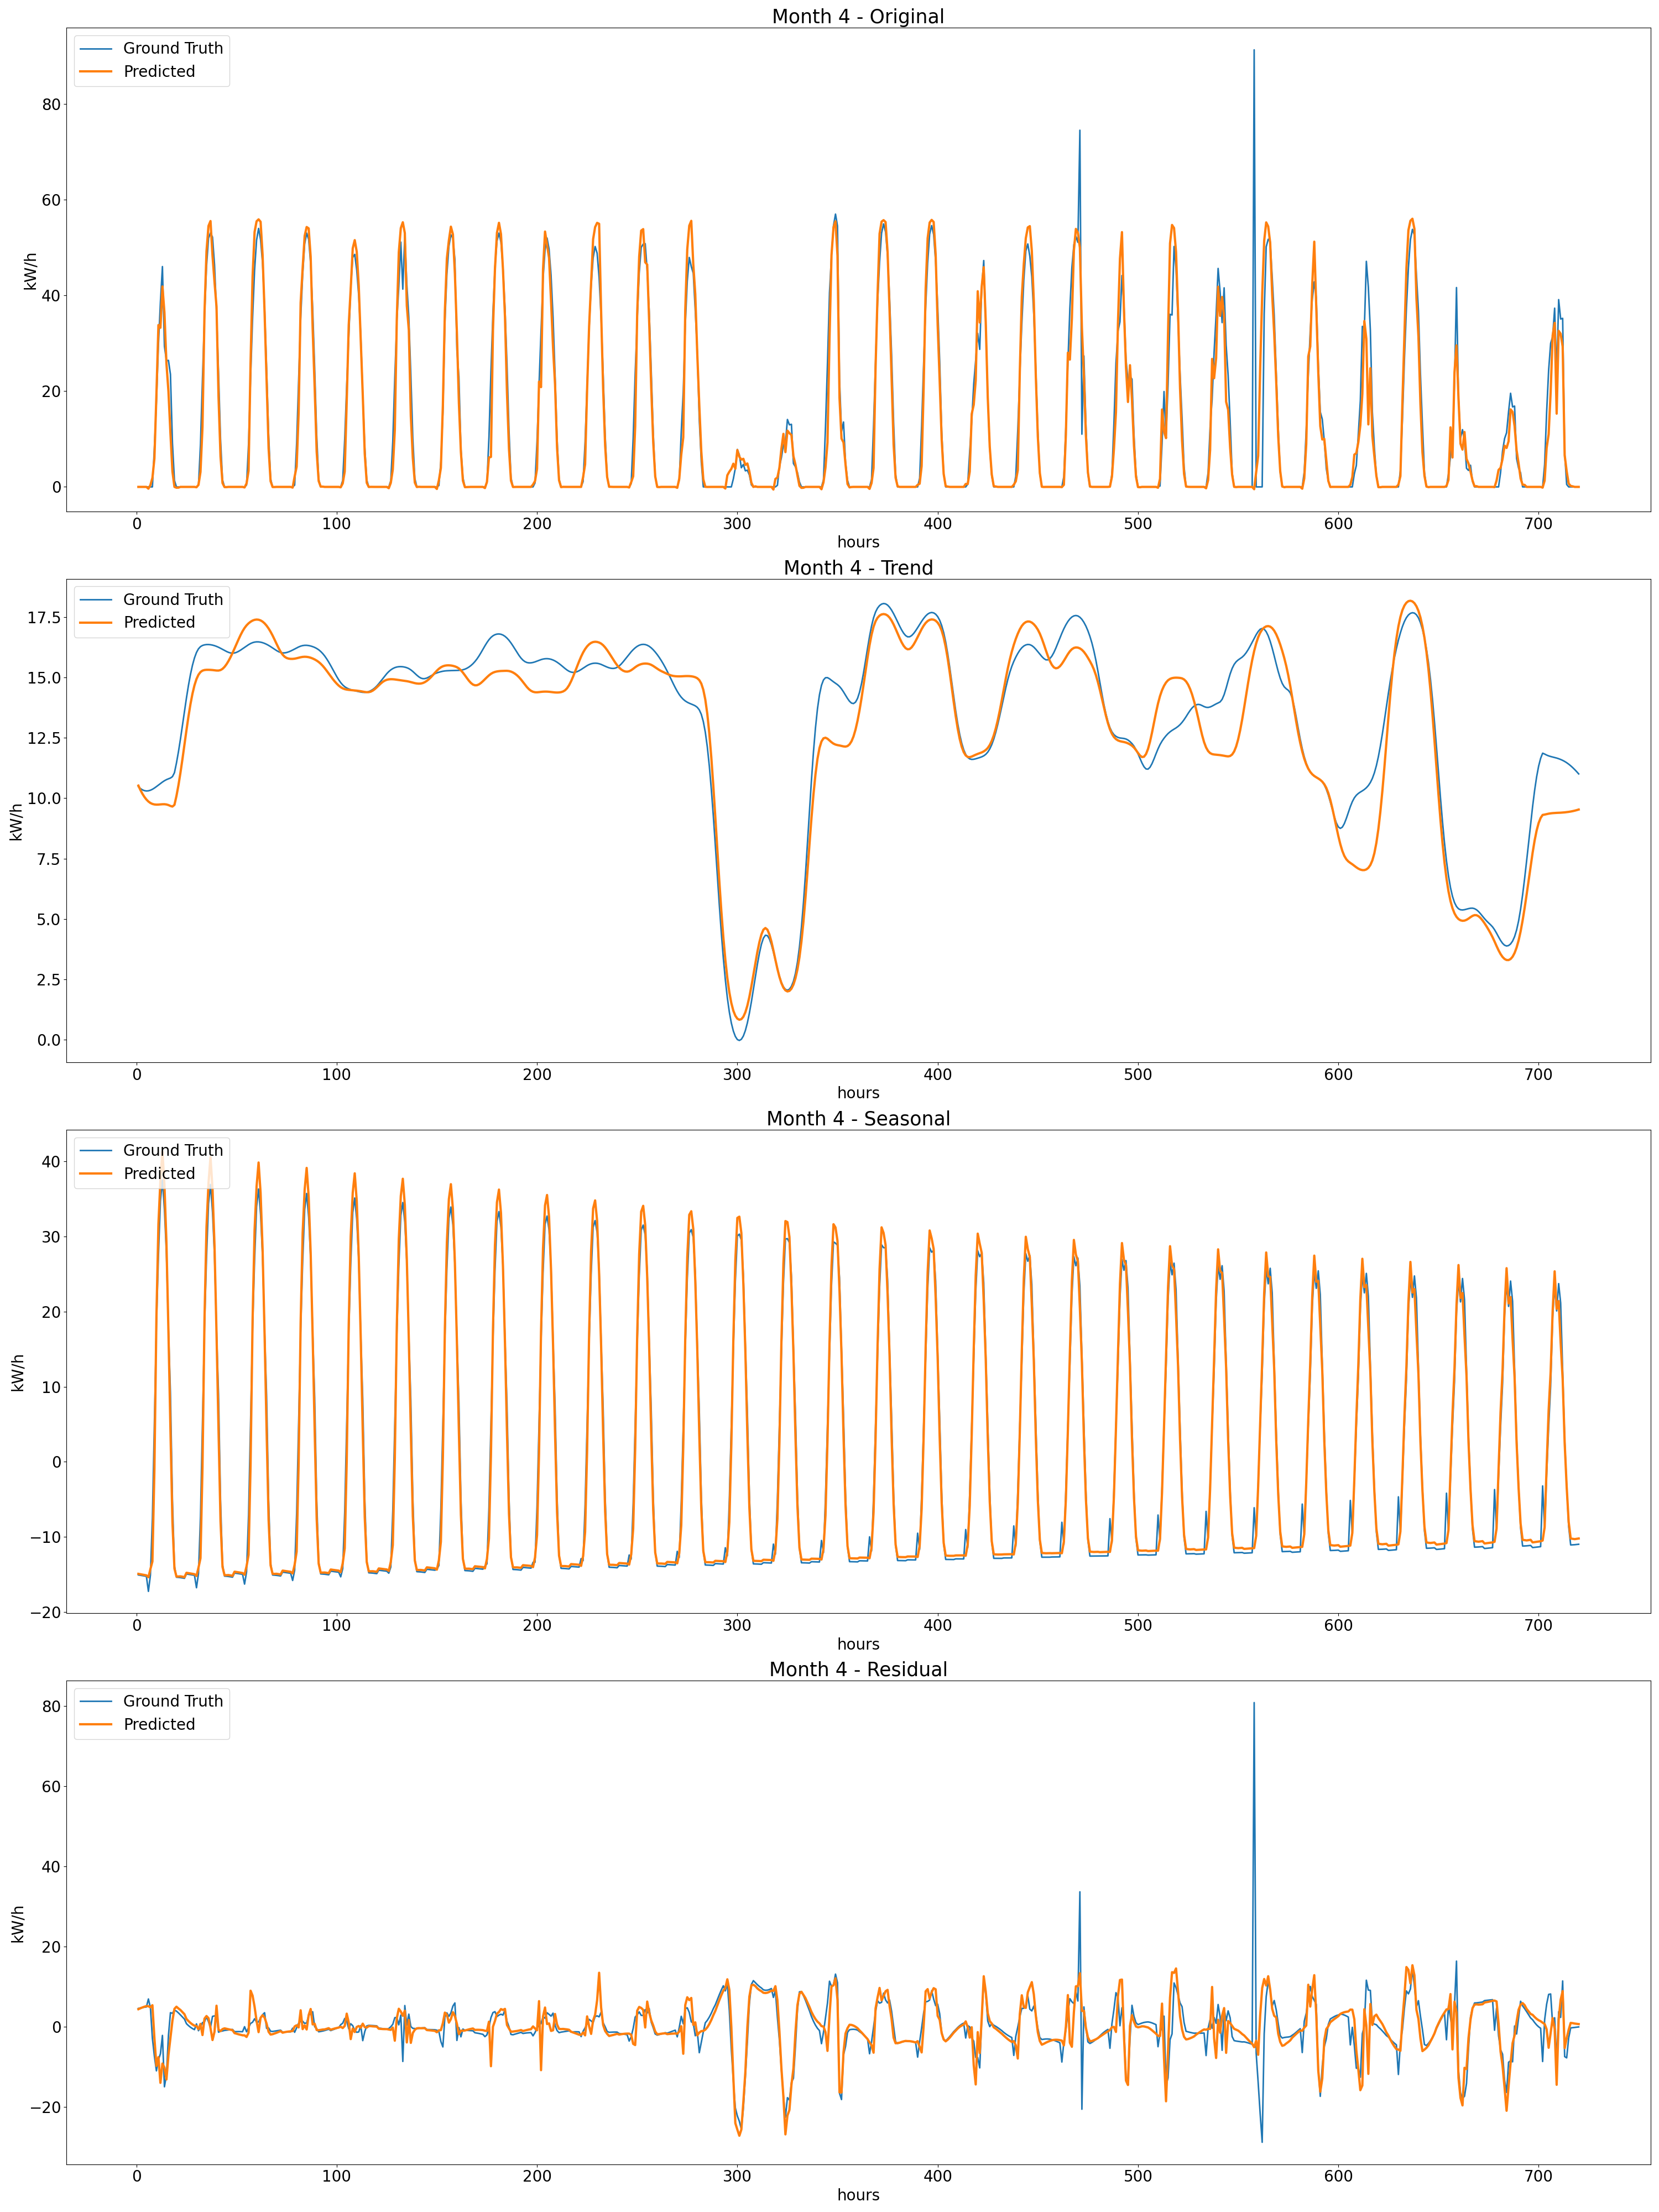 Month 4 - Original
Ground Truth
Predicted
80
60
40
20
0
kW/h
0 100 200 300 400 500 600 700
hours
Month 4 - Trend
Ground Truth
Predicted
17.5
15.0
12.5
10.0
7.5
5.0
2.5
0.0
kW/h
0 100 200 300 400 500 600 700
hours
Month 4 - Seasonal
Ground Truth
Predicted
40
30
20
10
0
−10
−20
kW/h
0 100 200 300 400 500 600 700
hours
Month 4 - Residual
Ground Truth
Predicted
80
60
40
20
0
−20
kW/h
0 100 200 300 400 500 600 700
hours